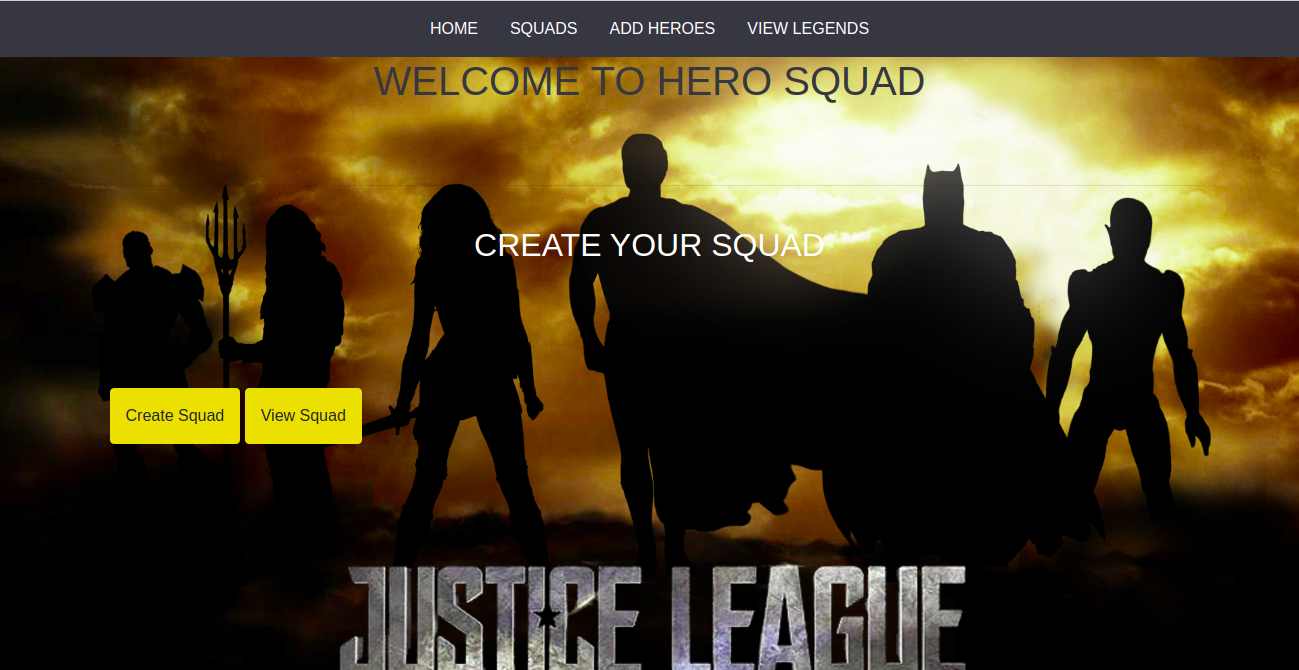 HOME SQUADS ADD HEROES VIEW LEGENDS
WELCOME TO HERO SQUAD
CREATE YOUR SQUAD
Create Squad View Squad
JUSTICE LEAGUE